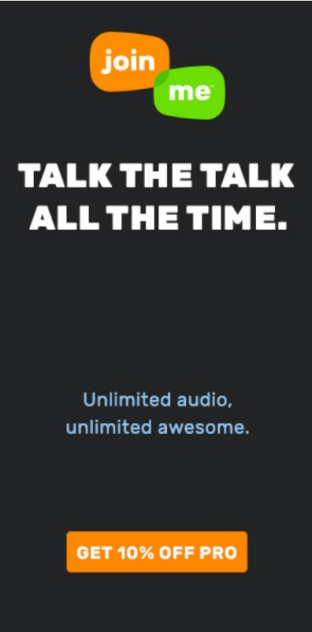 join
me
TALK THE TALK
ALL THE TIME.
Unlimited audio,
unlimited awesome.
GET 10% OFF PRO